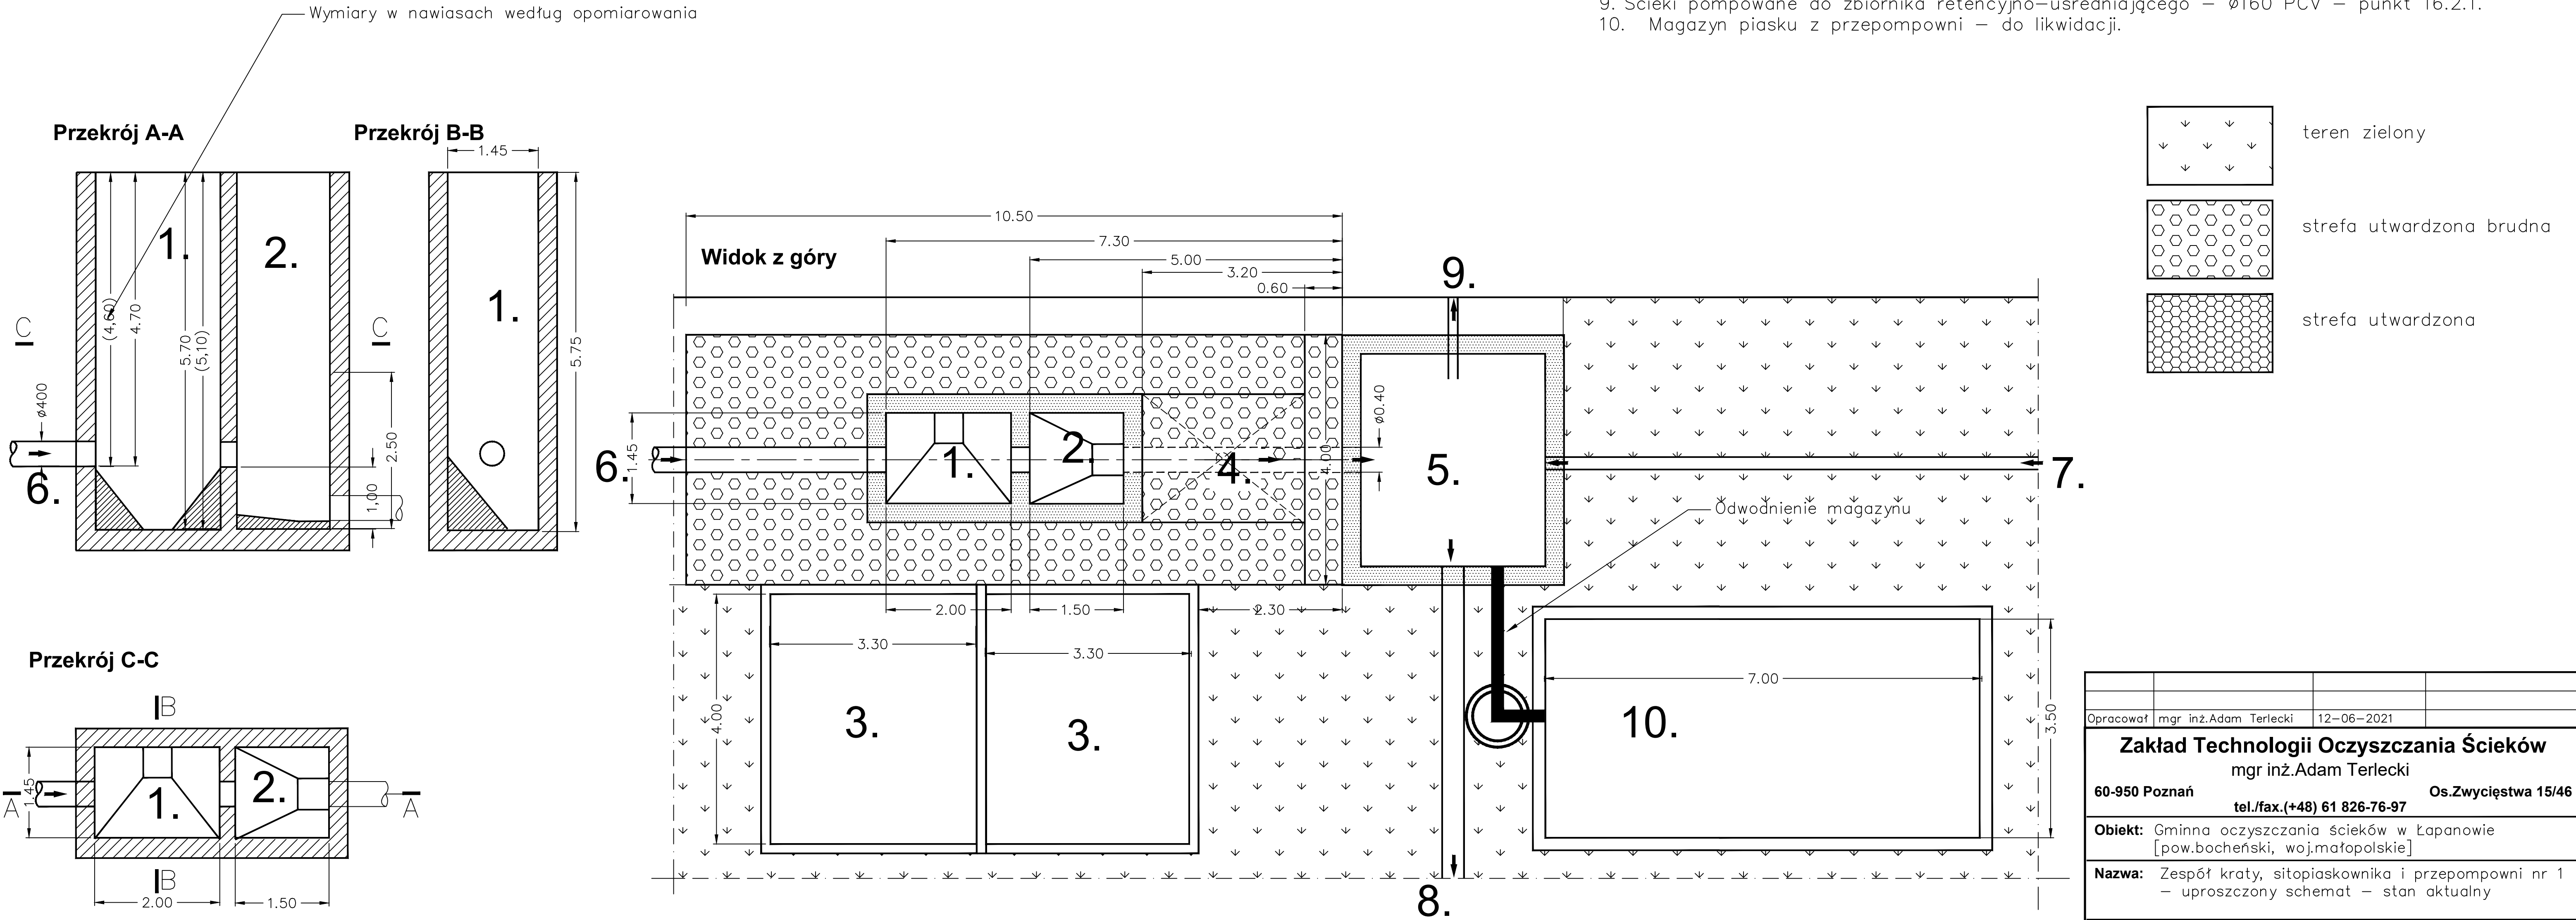 Wymiary w nawiasach według opomiarowania
9. Ścieki pompowane do zbiornika retencyjno–uśredniającego – ø160 PCV – punkt 16.2.1.
10. Magazyn piasku z przepompowni – do likwidacji.
teren zielony
strefa utwardzona brudna
strefa utwardzona
Przekrój A-A
1.
2.
(4,60)
4.70
5.70
(5,10)
C
C
ø400
6.
2.50
1,00
Przekrój B-B
1.45
1.
5.75
Przekrój C-C
B
1.45
A
A
1.
2.
B
2.00
1.50
Widok z góry
10.50
7.30
5.00
3.20
0.60
9.
6.
1.45
1.
2.
4.
4.00
ø0.40
5.
7.
Odwodnienie magazynu
2.00
1.50
2.30
3.30
3.30
4.00
3.
3.
7.00
10.
3.50
8.
Opracował mgr inż.Adam Terlecki 12–06–2021
Zakład Technologii Oczyszczania Ścieków
mgr inż.Adam Terlecki
60-950 Poznań Os.Zwycięstwa 15/46
tel./fax.(+48) 61 826-76-97
Obiekt: Gminna oczyszczania ścieków w Łapanowie
[pow.bocheński, woj.małopolskie]
Nazwa: Zespół kraty, sitopiaskownika i przepompowni nr 1
– uproszczony schemat – stan aktualny